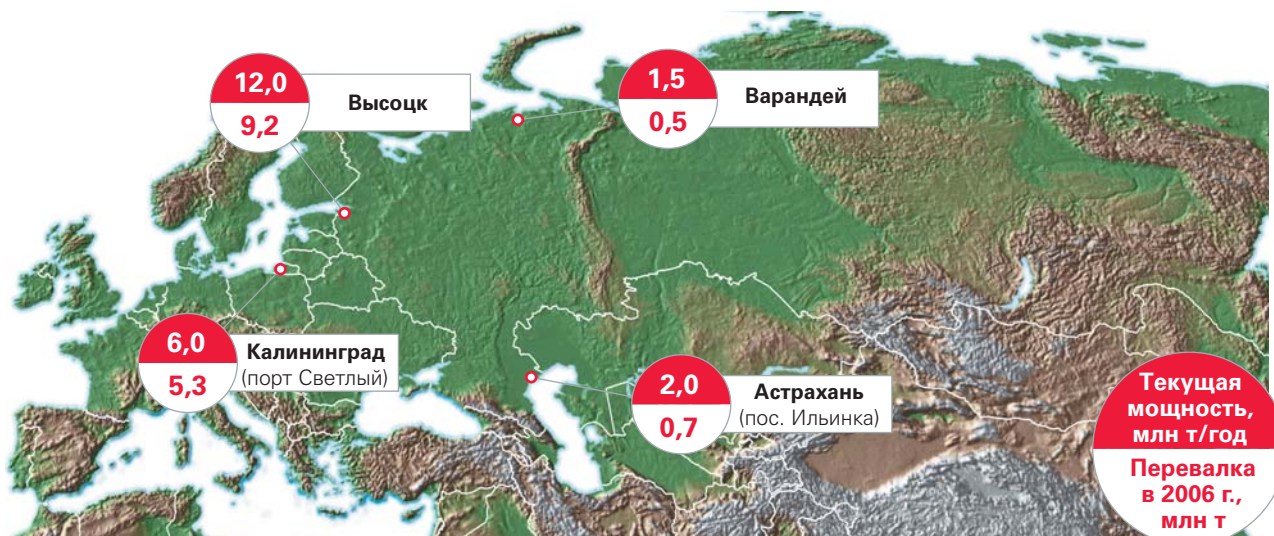 12,0
9,2
Высоцк
1,5
0,5
Варандей
6,0
5,3
Калининград
(порт Светлый)
2,0
0,7
Астрахань
(пос. Ильинка)
Текущая
мощность,
млн т/год
Перевалка
в 2006 г.,
млн т